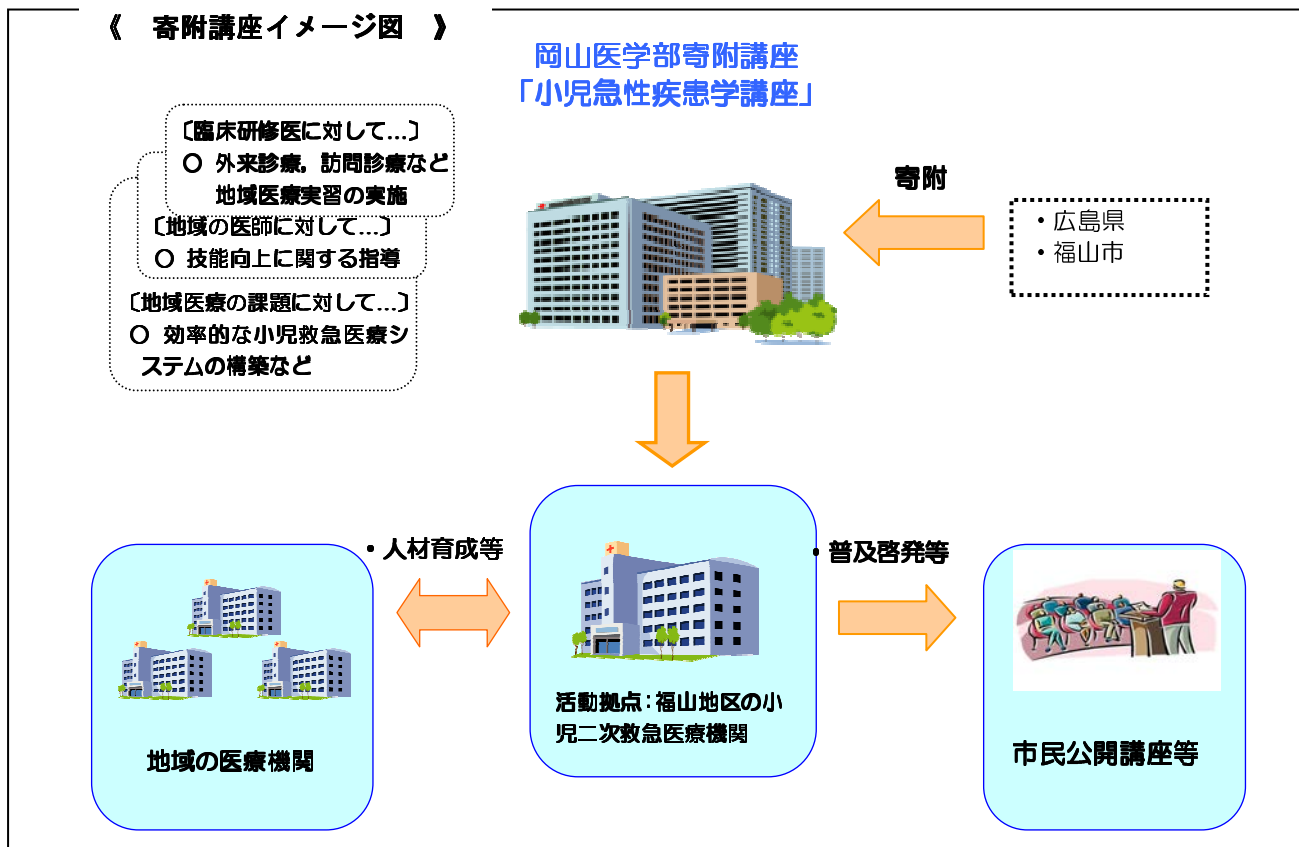 《　寄附講座イメージ図　》
岡山医学部寄附講座
「小児急性疾患学講座」
〔臨床研修医に対して…〕
○ 外来診療，訪問診療など
地域医療実習の実施
〔地域の医師に対して…〕
○ 技能向上に関する指導
〔地域医療の課題に対して…〕
○ 効率的な小児救急医療シ
ステムの構築など
寄附
・広島県
・福山市
・人材育成等
・普及啓発等
地域の医療機関
活動拠点：福山地区の小
児二次救急医療機関
市民公開講座等